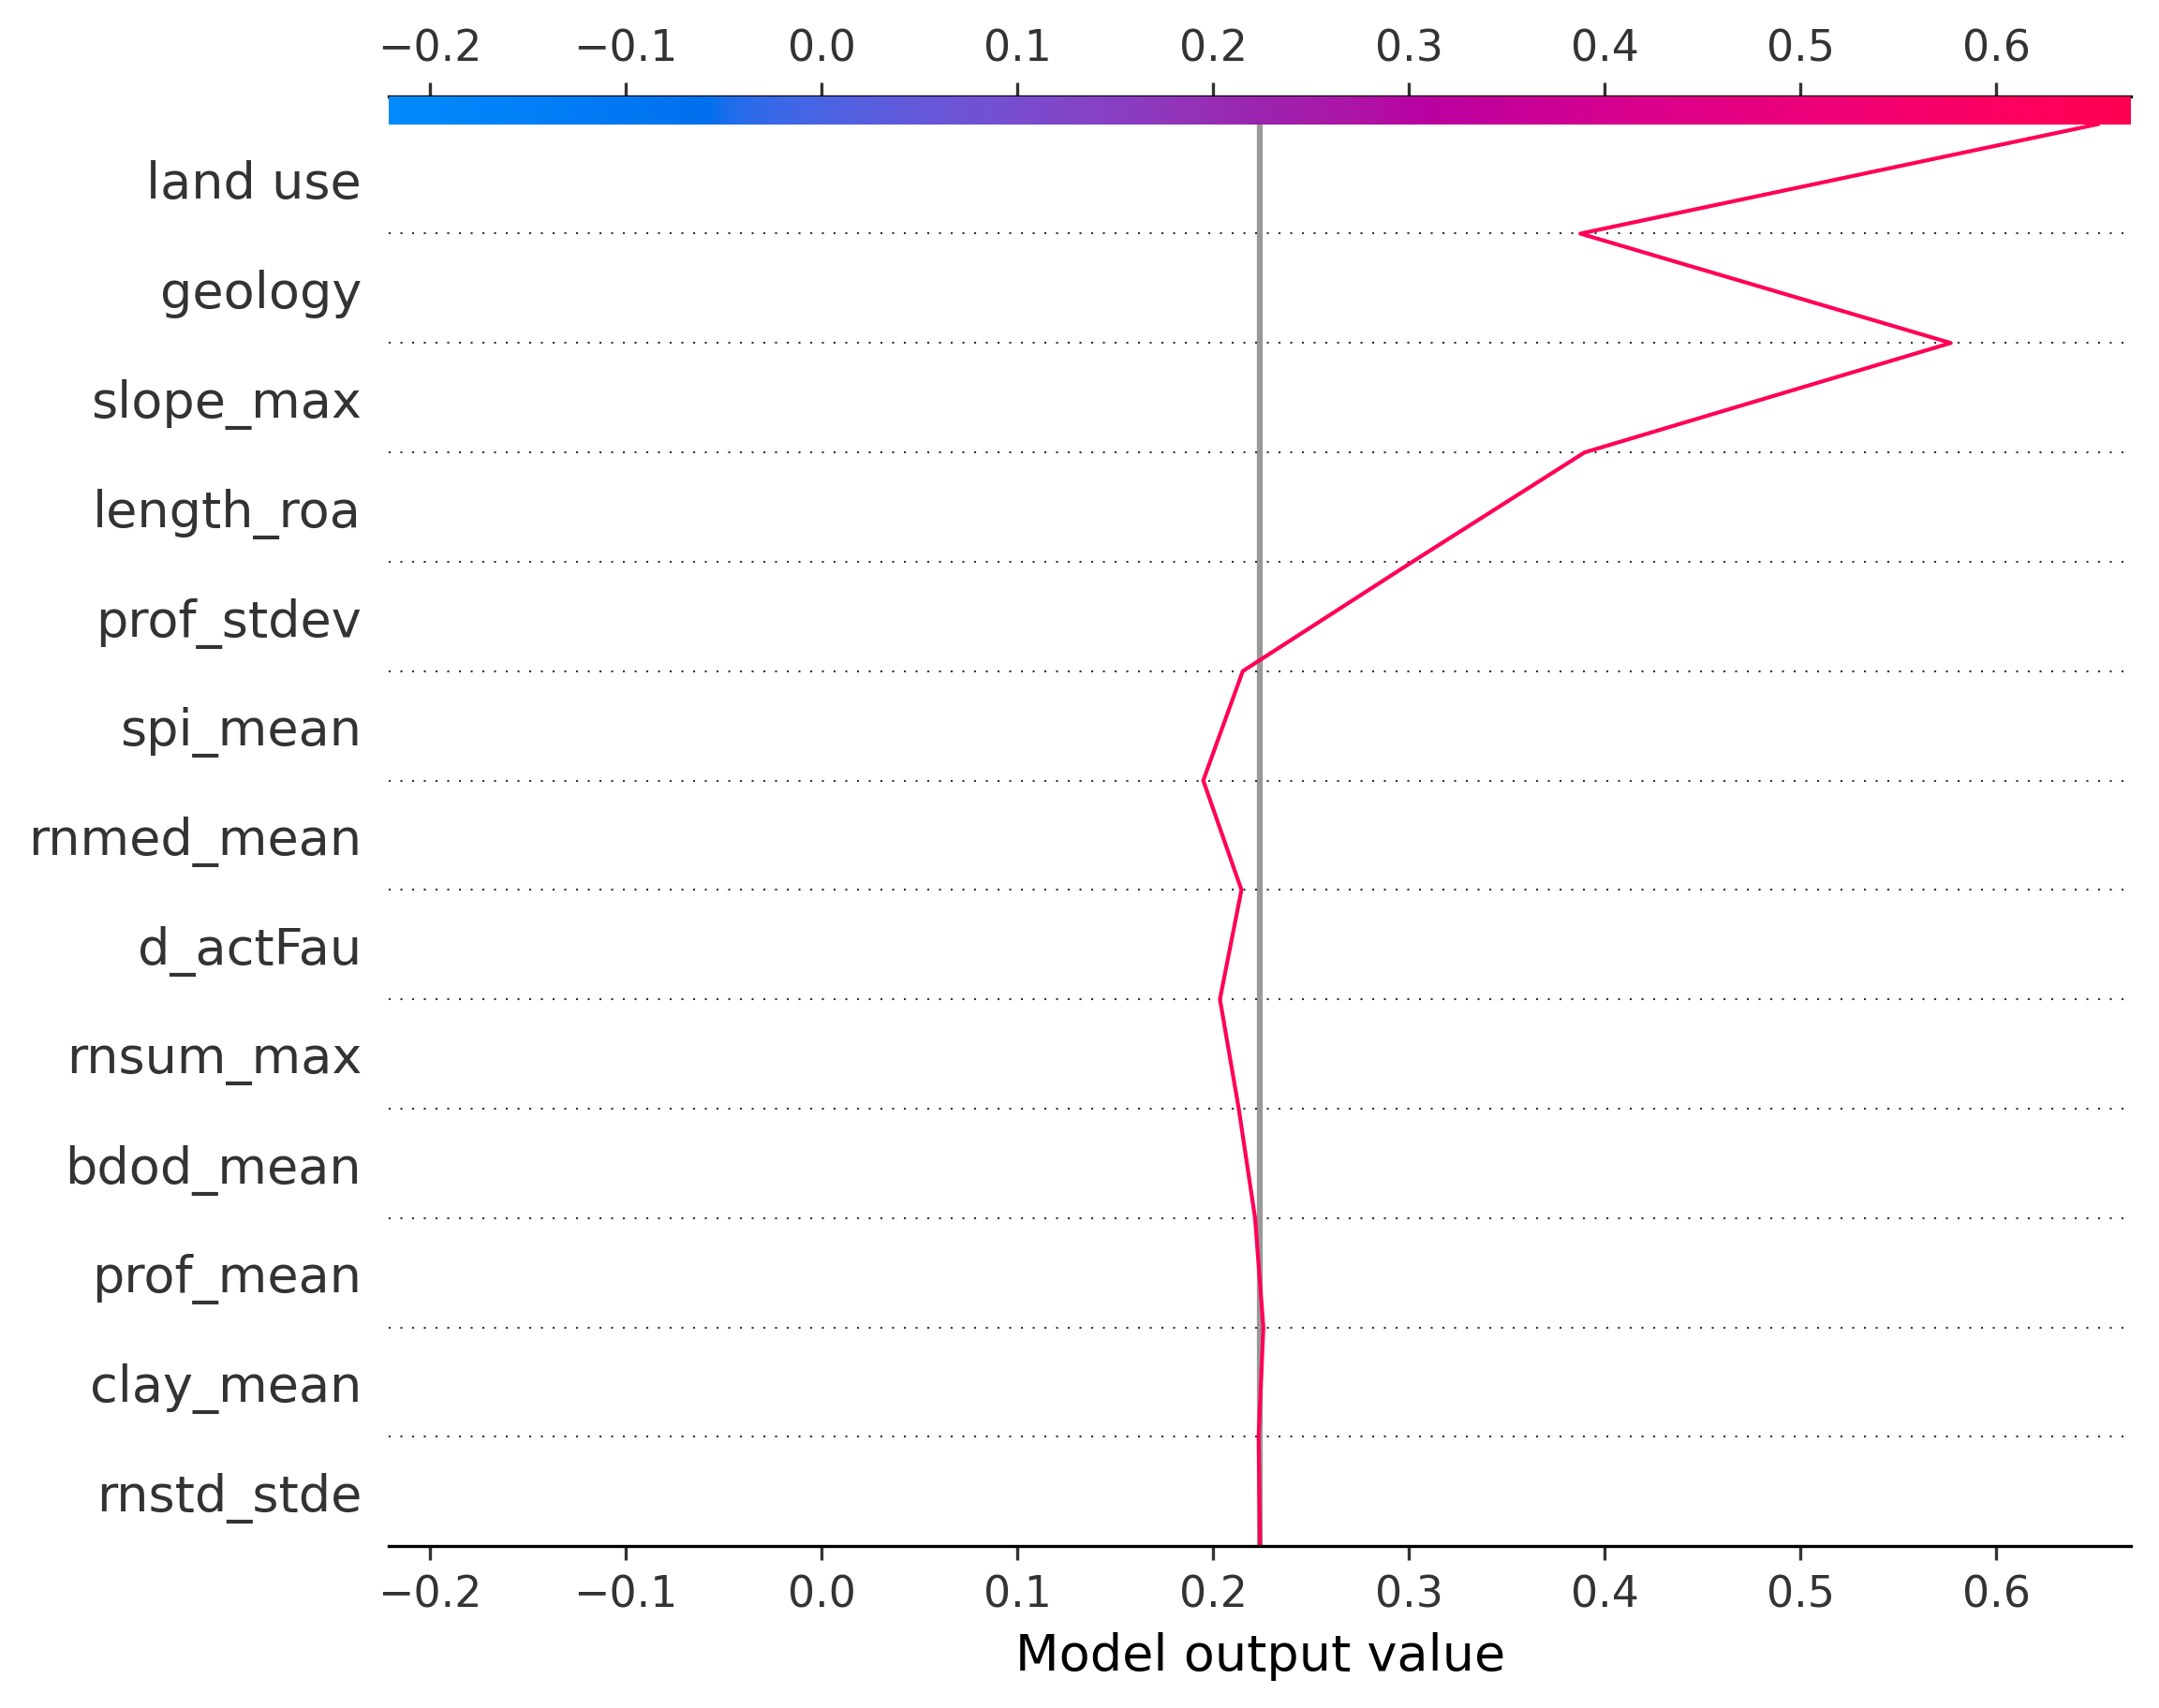 −0.2 −0.1 0.0 0.1 0.2 0.3 0.4 0.5 0.6
land use
geology
slope_max
length_roa
prof_stdev
spi_mean
rnmed_mean
d_actFau
rnsum_max
bdod_mean
prof_mean
clay_mean
rnstd_stde
−0.2 −0.1 0.0 0.1 0.2 0.3 0.4 0.5 0.6
Model output value